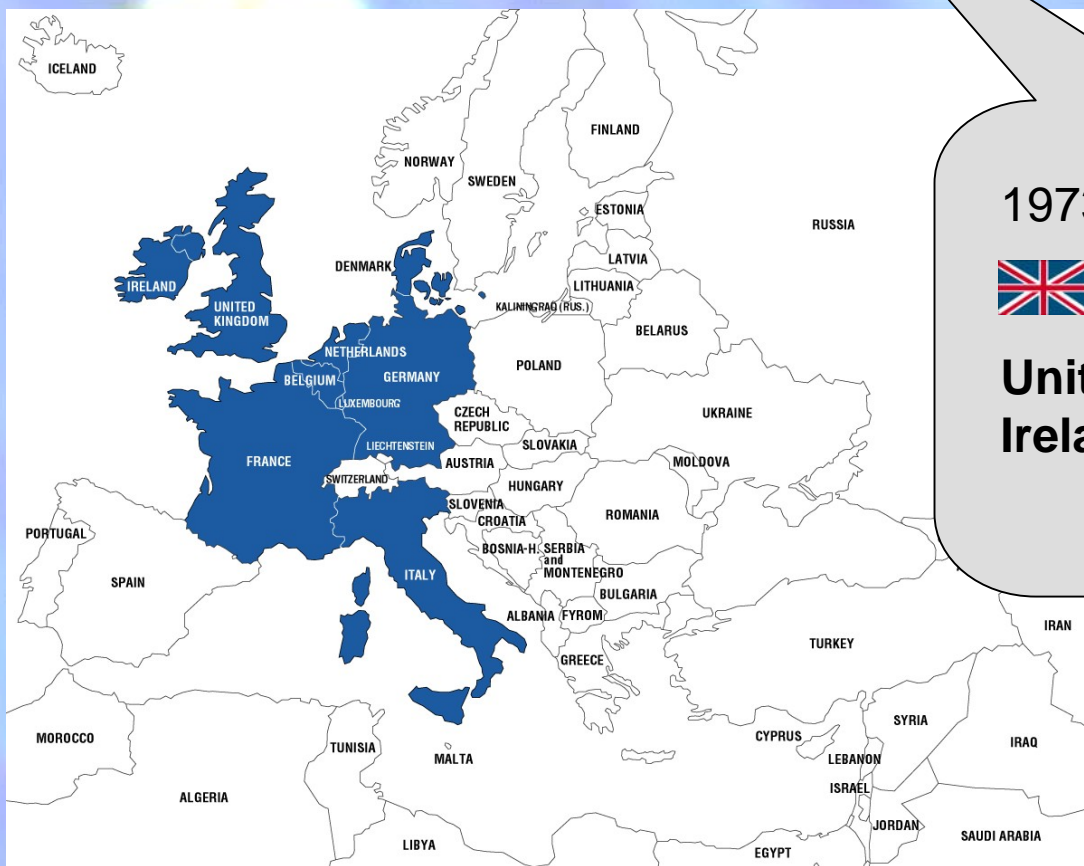 ICELAND
FINLAND
NORWAY
SWEDEN
ESTONIA
RUSSIA
LATVIA
DENMARK
LITHUANIA
IRELAND
UNITED
KINGDOM
KALININGRAD (RUS.)
BELARUS
NETHERLANDS
POLAND
BELGIUM
GERMANY
LUXEMBOURG
CZECH
REPUBLIC
UKRAINE
LIECHTENSTEIN
SLOVAKIA
FRANCE
AUSTRIA
MOLDOVA
SWITZERLAND
HUNGARY
SLOVENIA
ROMANIA
CROATIA
PORTUGAL
BOSNIA-H.
SERBIA
and
MONTENEGRO
SPAIN
ITALY
BULGARIA
ALBANIA
FYROM
IRAN
TURKEY
GREECE
SYRIA
MOROCCO
CYPRUS
IRAQ
TUNISIA
MALTA
LEBANON
ISRAEL
ALGERIA
JORDAN
SAUDI ARABIA
LIBYA
EGYPT
1973
Unit
Irela